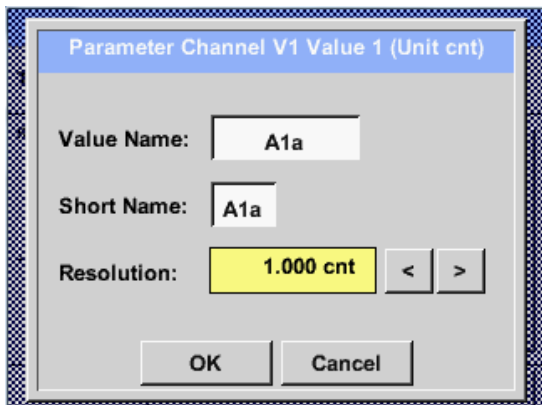 Parameter Channel V1 Value 1 (Unit cnt)
Value Name: A1a
Short Name: A1a
Resolution: 1.000 cnt < >
OK Cancel